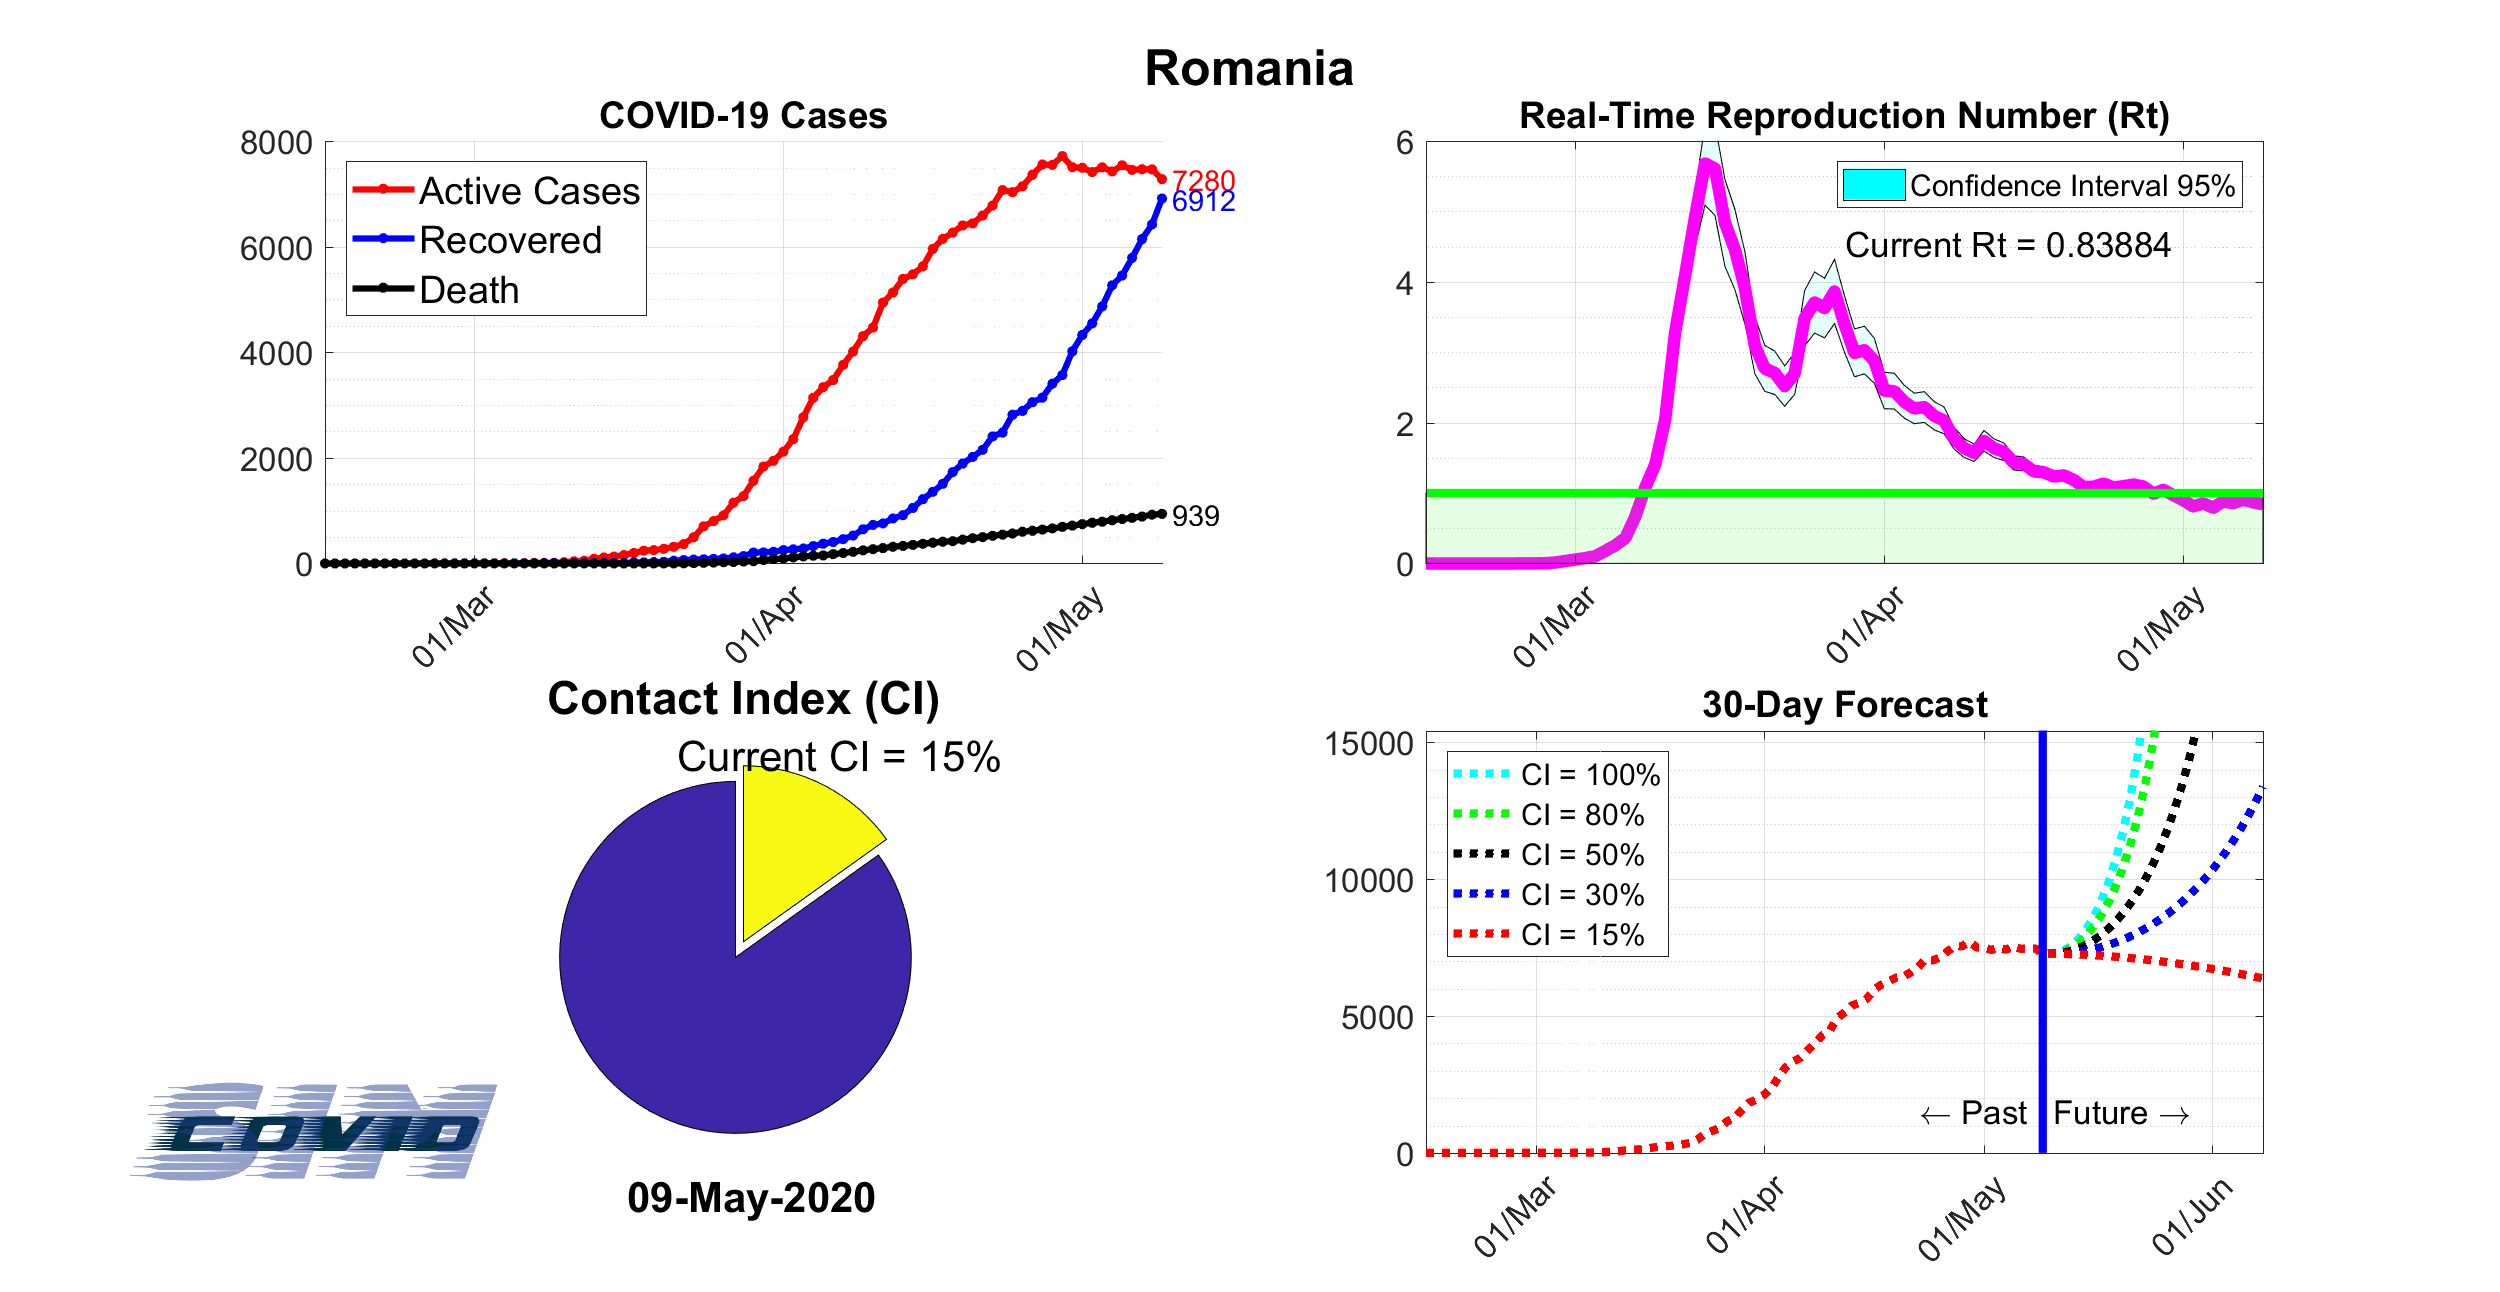 Romania
COVID-19 Cases
8000
6000
4000
2000
0
Active Cases
Recovered
Death
7280
6912
939
01/Mar
01/Apr
01/May
Real-Time Reproduction Number (Rt)
6
4
2
0
Confidence Interval 95%
Current Rt = 0.83884
01/Mar
01/Apr
01/May
Contact Index (CI)
Current CI = 15%
SIM
COVID
09-May-2020
30-Day Forecast
15000
10000
5000
0
CI = 100%
CI = 80%
CI = 50%
CI = 30%
CI = 15%
← Past
Future →
01/Mar
01/Apr
01/May
01/Jun